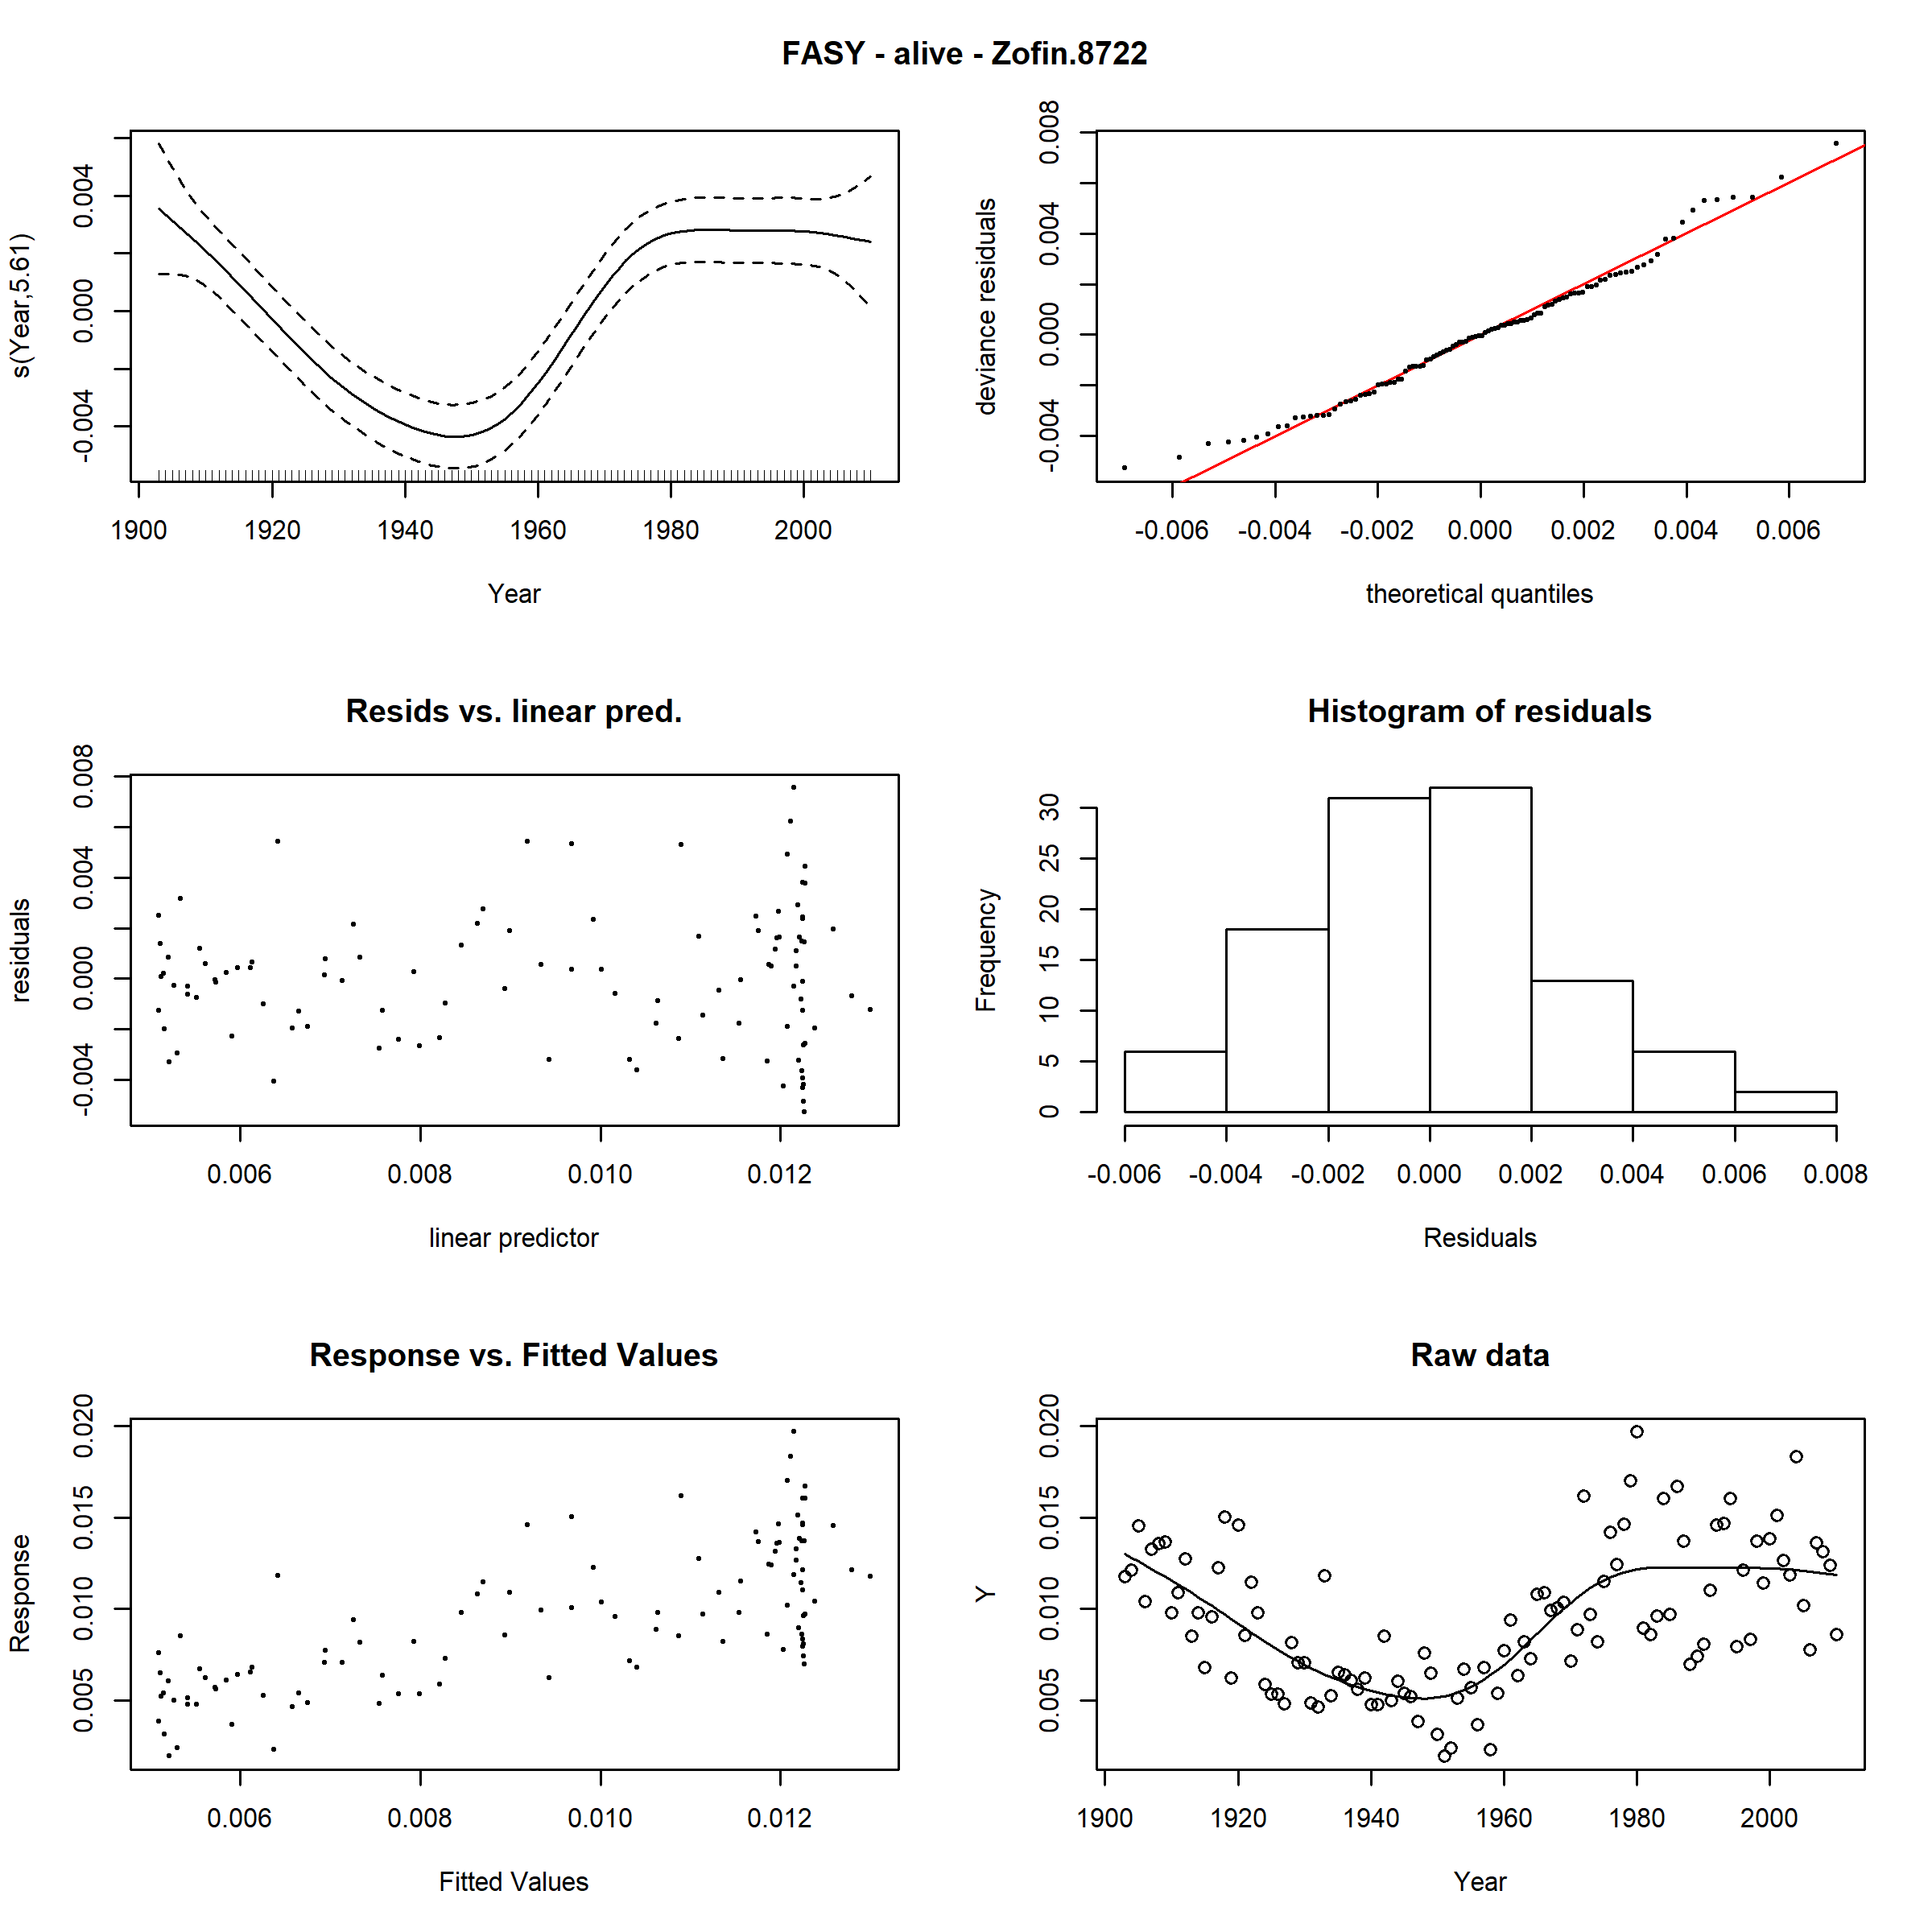 FASY - alive - Zofin.8722
s(Year,5.61)
-0.004 0.000 0.004
1900 1920 1940 1960 1980 2000
Year
deviance residuals
-0.004 0.000 0.004 0.008
-0.006 -0.004 -0.002 0.000 0.002 0.004 0.006
theoretical quantiles
Resids vs. linear pred.
residuals
-0.004 0.000 0.004 0.008
0.006 0.008 0.010 0.012
linear predictor
Histogram of residuals
Frequency
0 5 10 15 20 25 30
-0.006 -0.004 -0.002 0.000 0.002 0.004 0.006 0.008
Residuals
Response vs. Fitted Values
Response
0.005 0.010 0.015 0.020
0.006 0.008 0.010 0.012
Fitted Values
Raw data
Y
0.005 0.010 0.015 0.020
1900 1920 1940 1960 1980 2000
Year